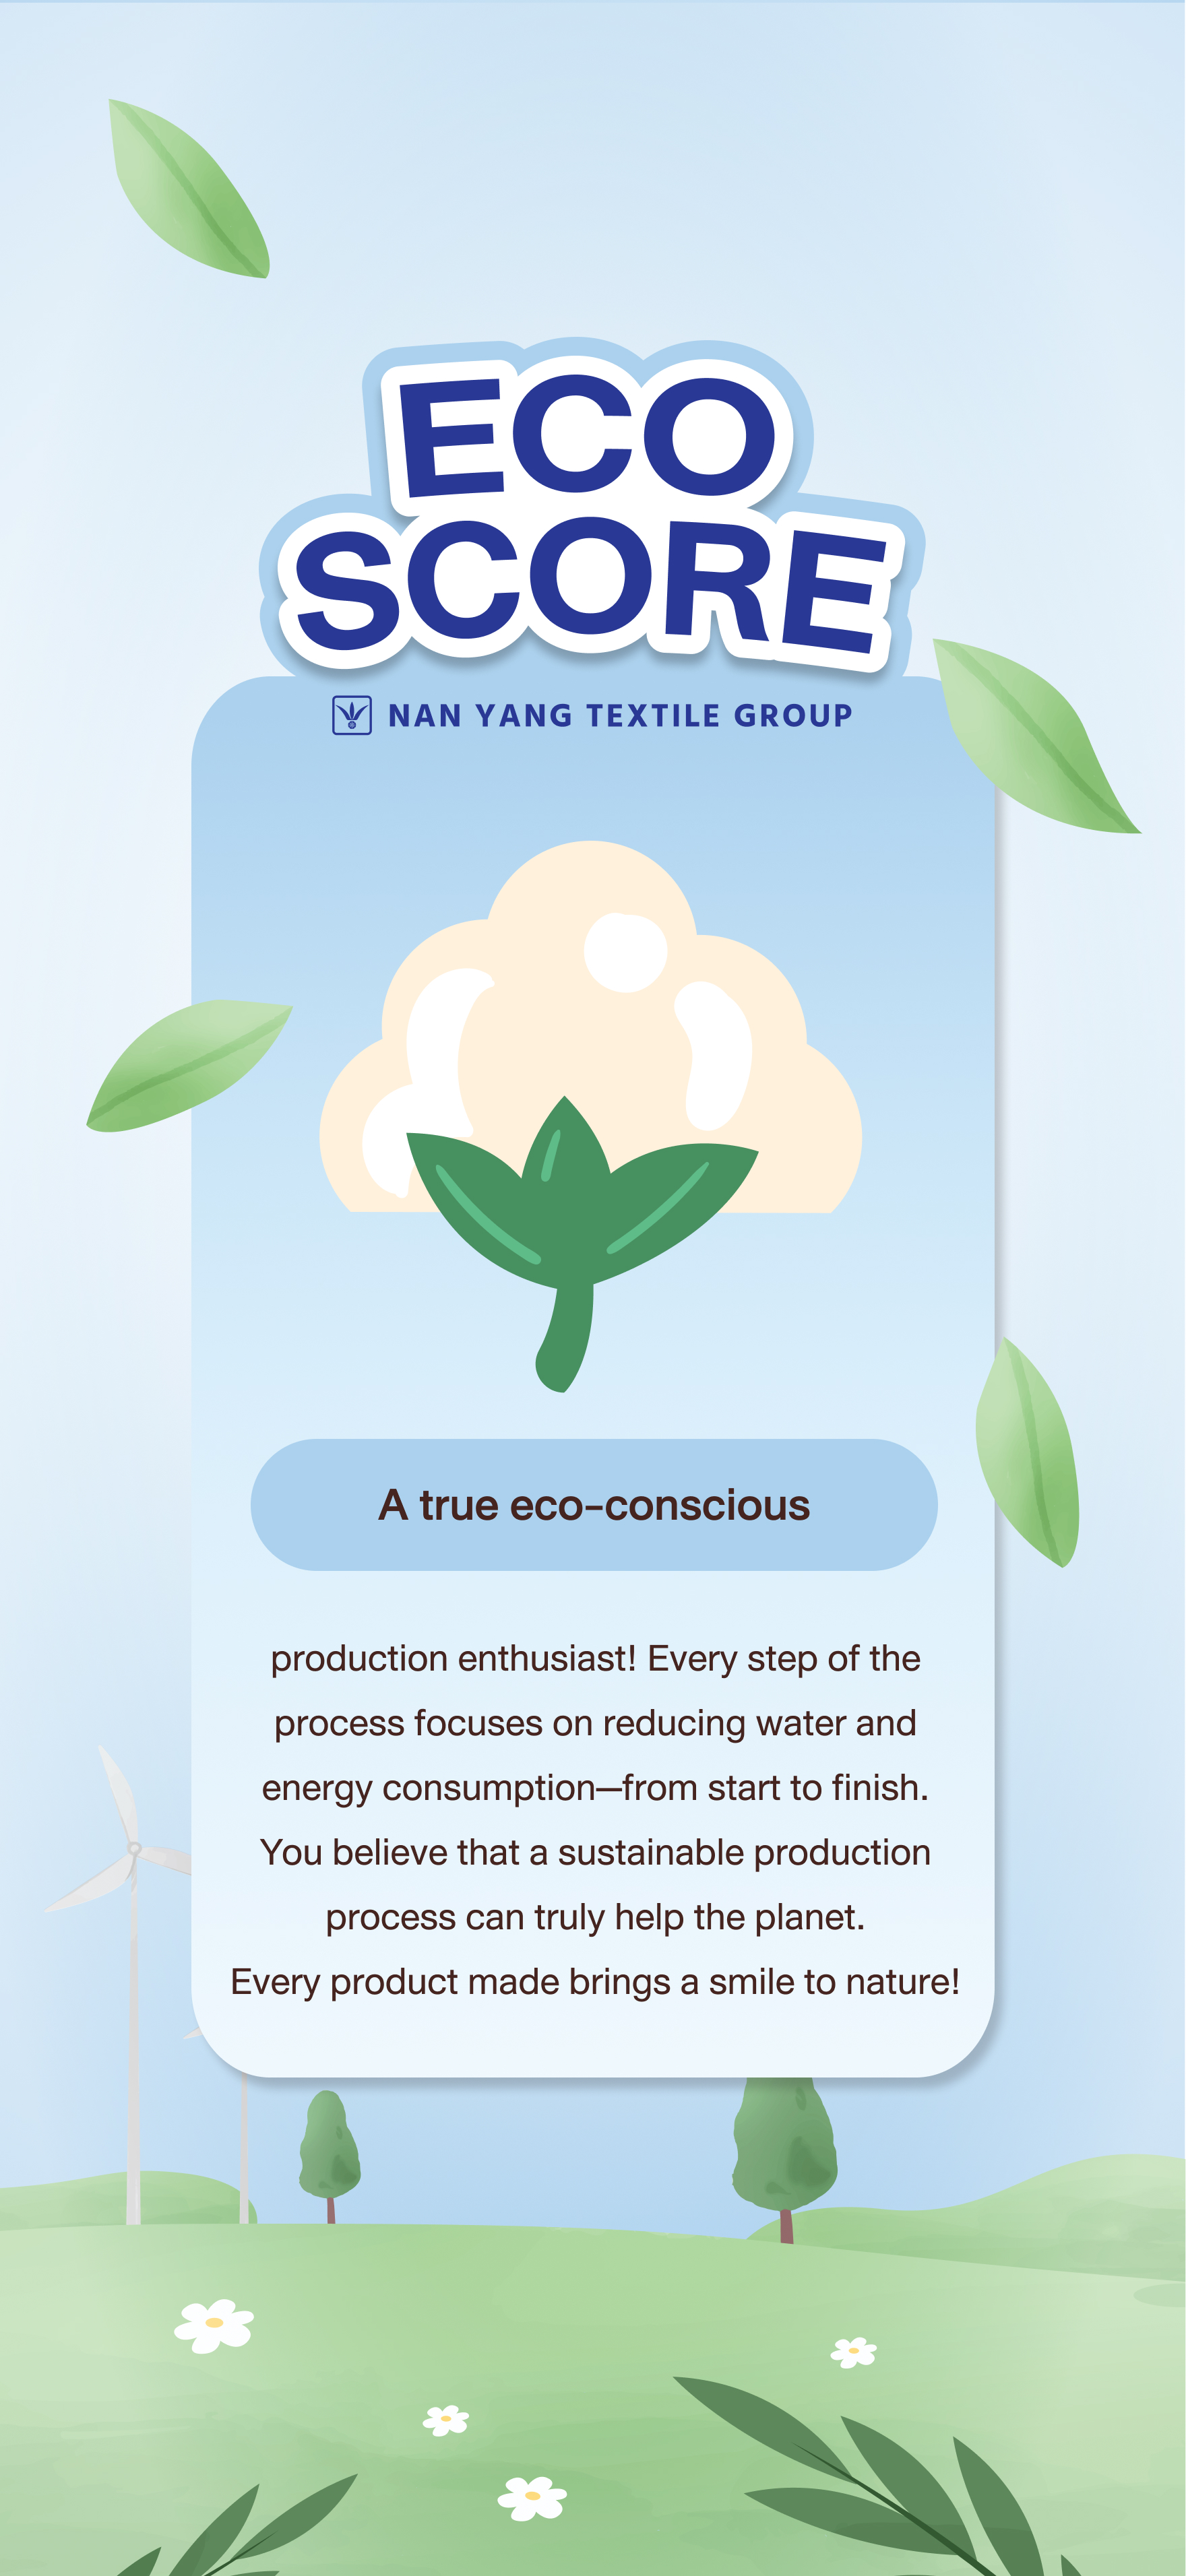 ECO
SCORE
NAN YANG TEXTILE GROUP
A true eco-conscious
production enthusiast! Every step of the
process focuses on reducing water and
energy consumption—from start to finish.
You believe that a sustainable production
process can truly help the planet.
Every product made brings a smile to nature!